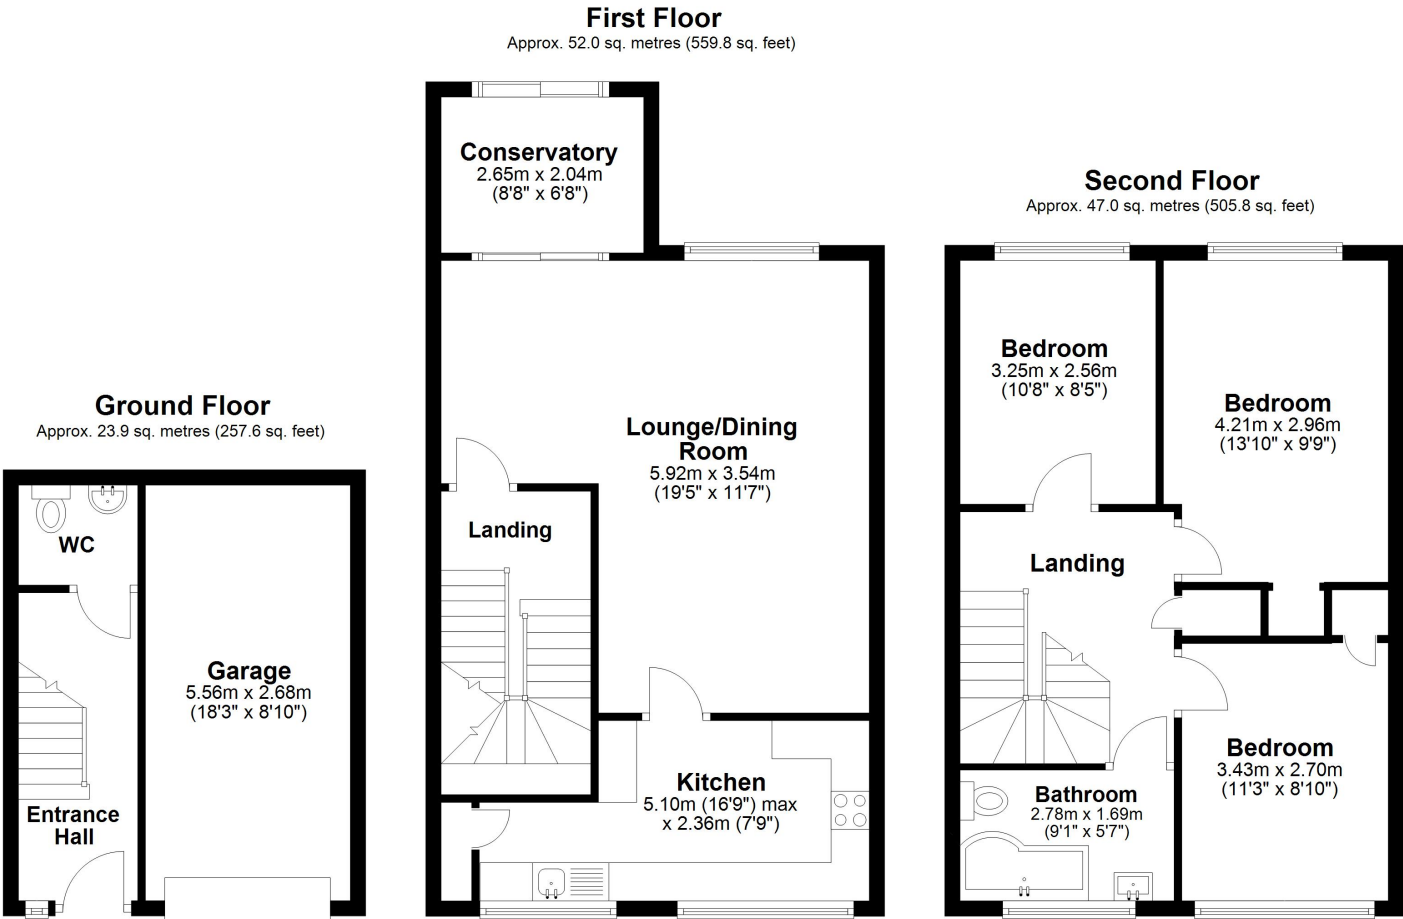 First Floor
Approx. 52.0 sq. metres (559.8 sq. feet)
Conservatory
2.65m x 2.04m
(8'8" x 6'8")
Lounge/Dining
Room
5.92m x 3.54m
(19'5" x 11'7")
Landing
Kitchen
5.10m (16'9") max
x 2.36m (7'9")
Second Floor
Approx. 47.0 sq. metres (505.8 sq. feet)
Bedroom
3.25m x 2.56m
(10'8" x 8'5")
Bedroom
4.21m x 2.96m
(13'10" x 9'9")
Landing
Bedroom
3.43m x 2.70m
(11'3" x 8'10")
Bathroom
2.78m x 1.69m
(9'1" x 5'7")
Ground Floor
Approx. 23.9 sq. metres (257.6 sq. feet)
WC
Garage
5.56m x 2.68m
(18'3" x 8'10")
Entrance
Hall